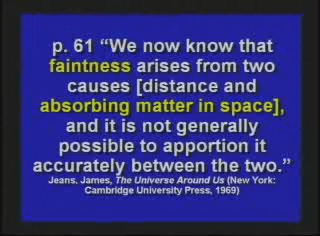 p. 61 “We now know that
faintness arises from two
causes [distance and
absorbing matter in space],
and it is not generally
possible to apportion it
accurately between the two.”
Jeans, James, The Universe Around Us (New York:
Cambridge University Press, 1969)